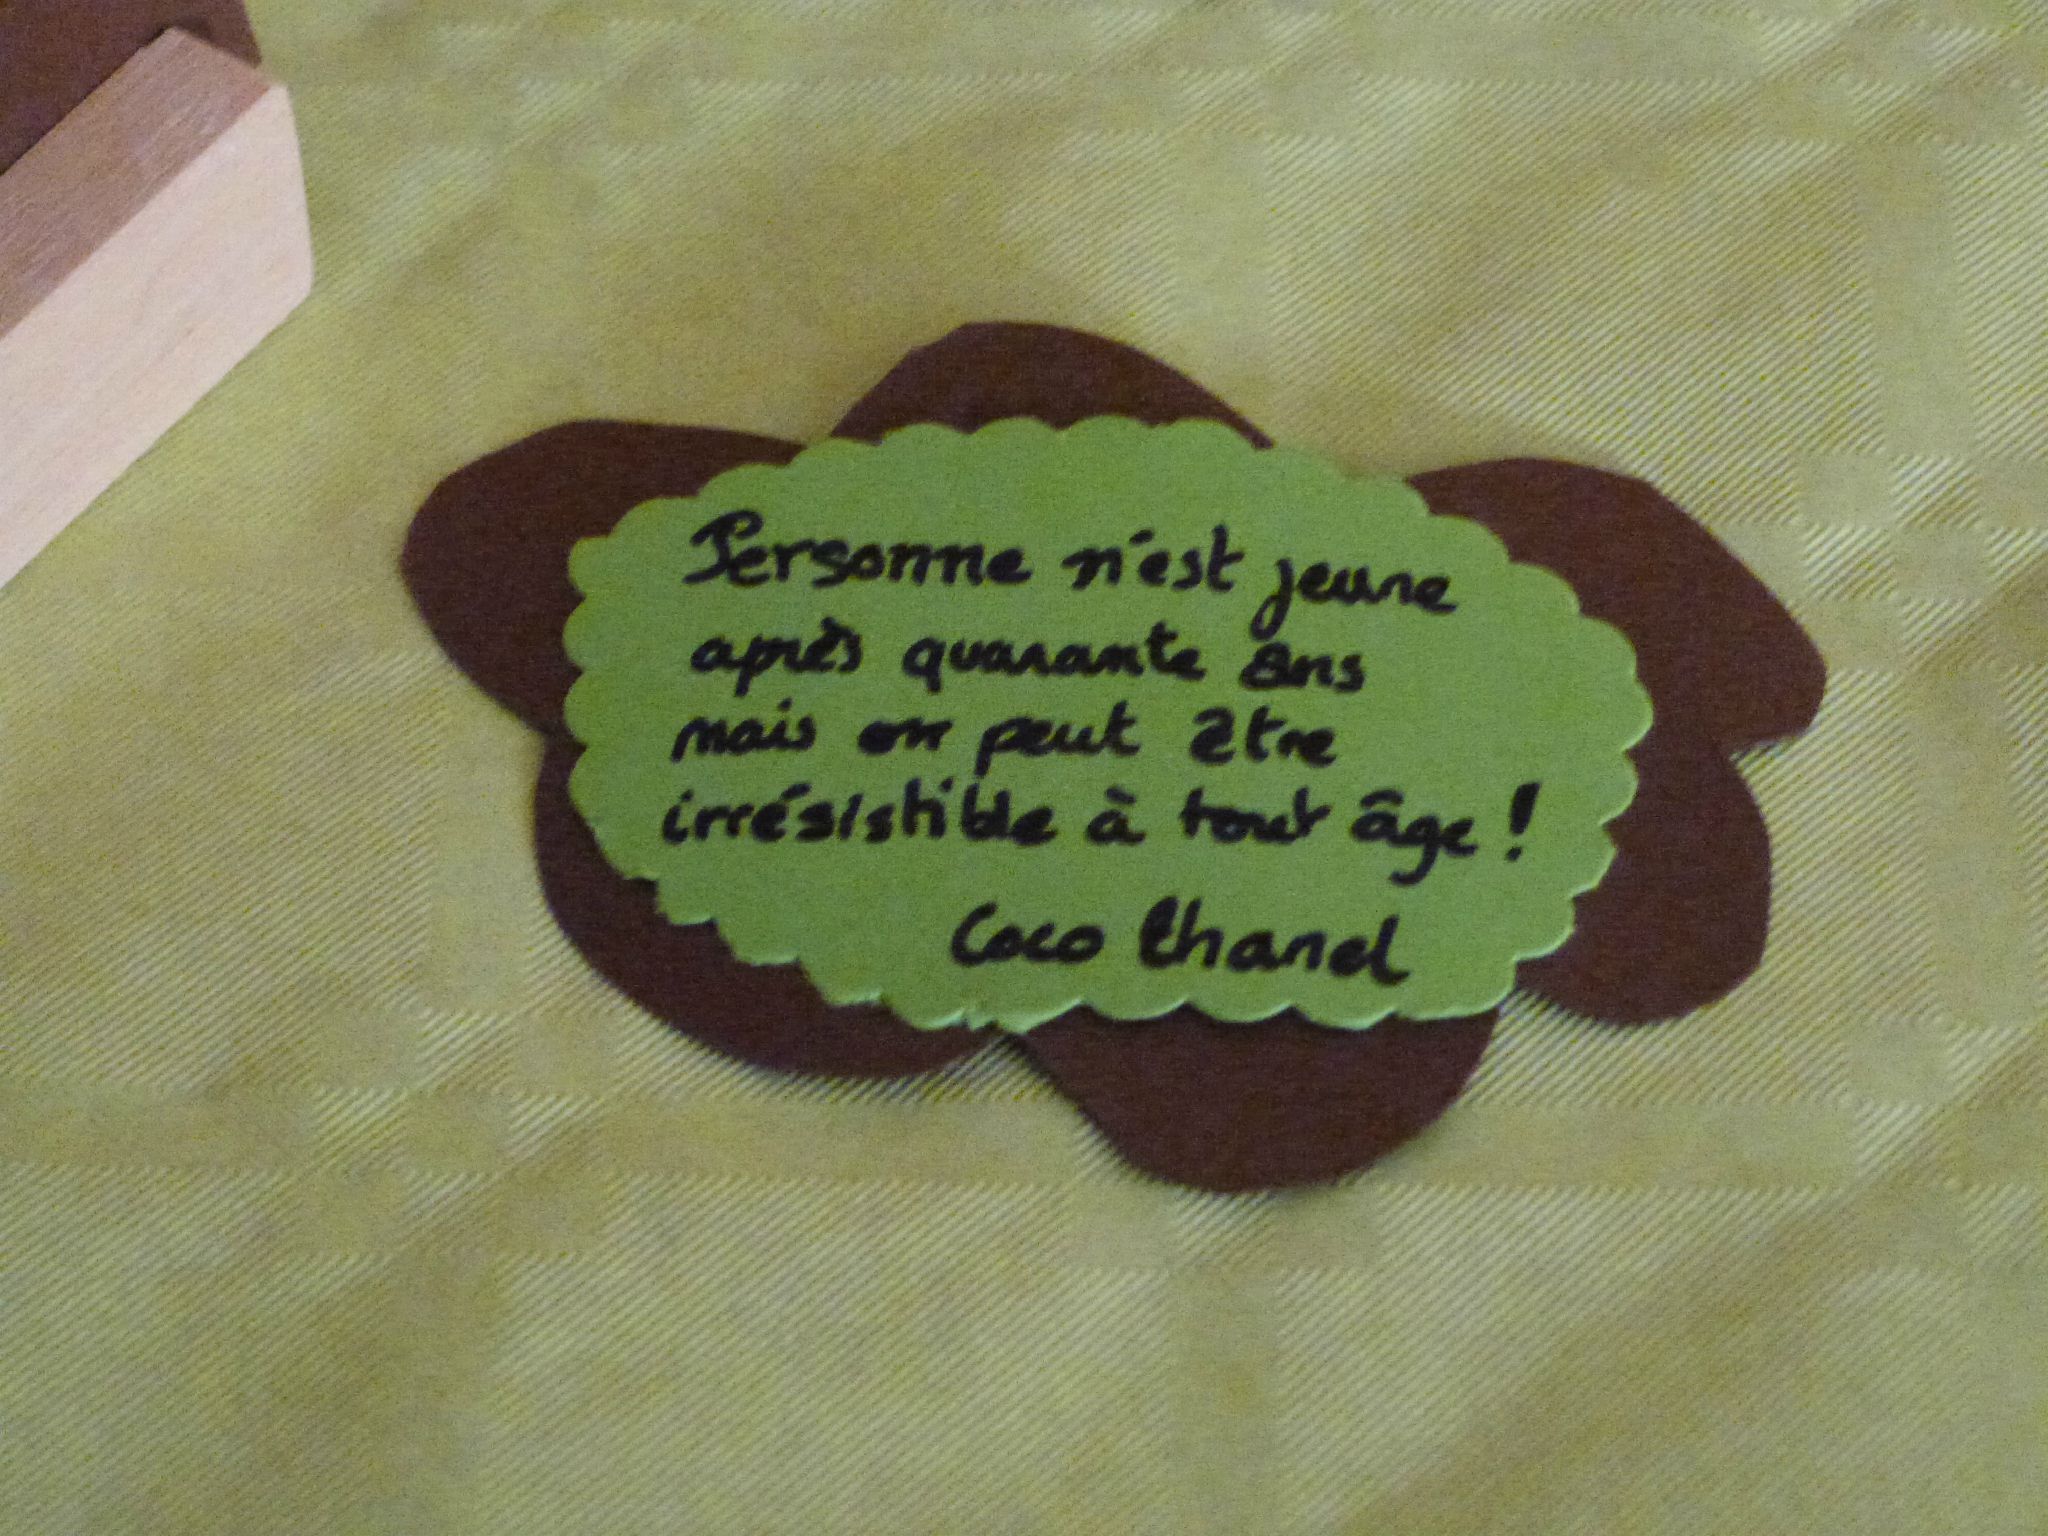 Personne n'est jeune
après quarante ans
mais on peut être
irrésistible à tout âge !
Coco Chanel